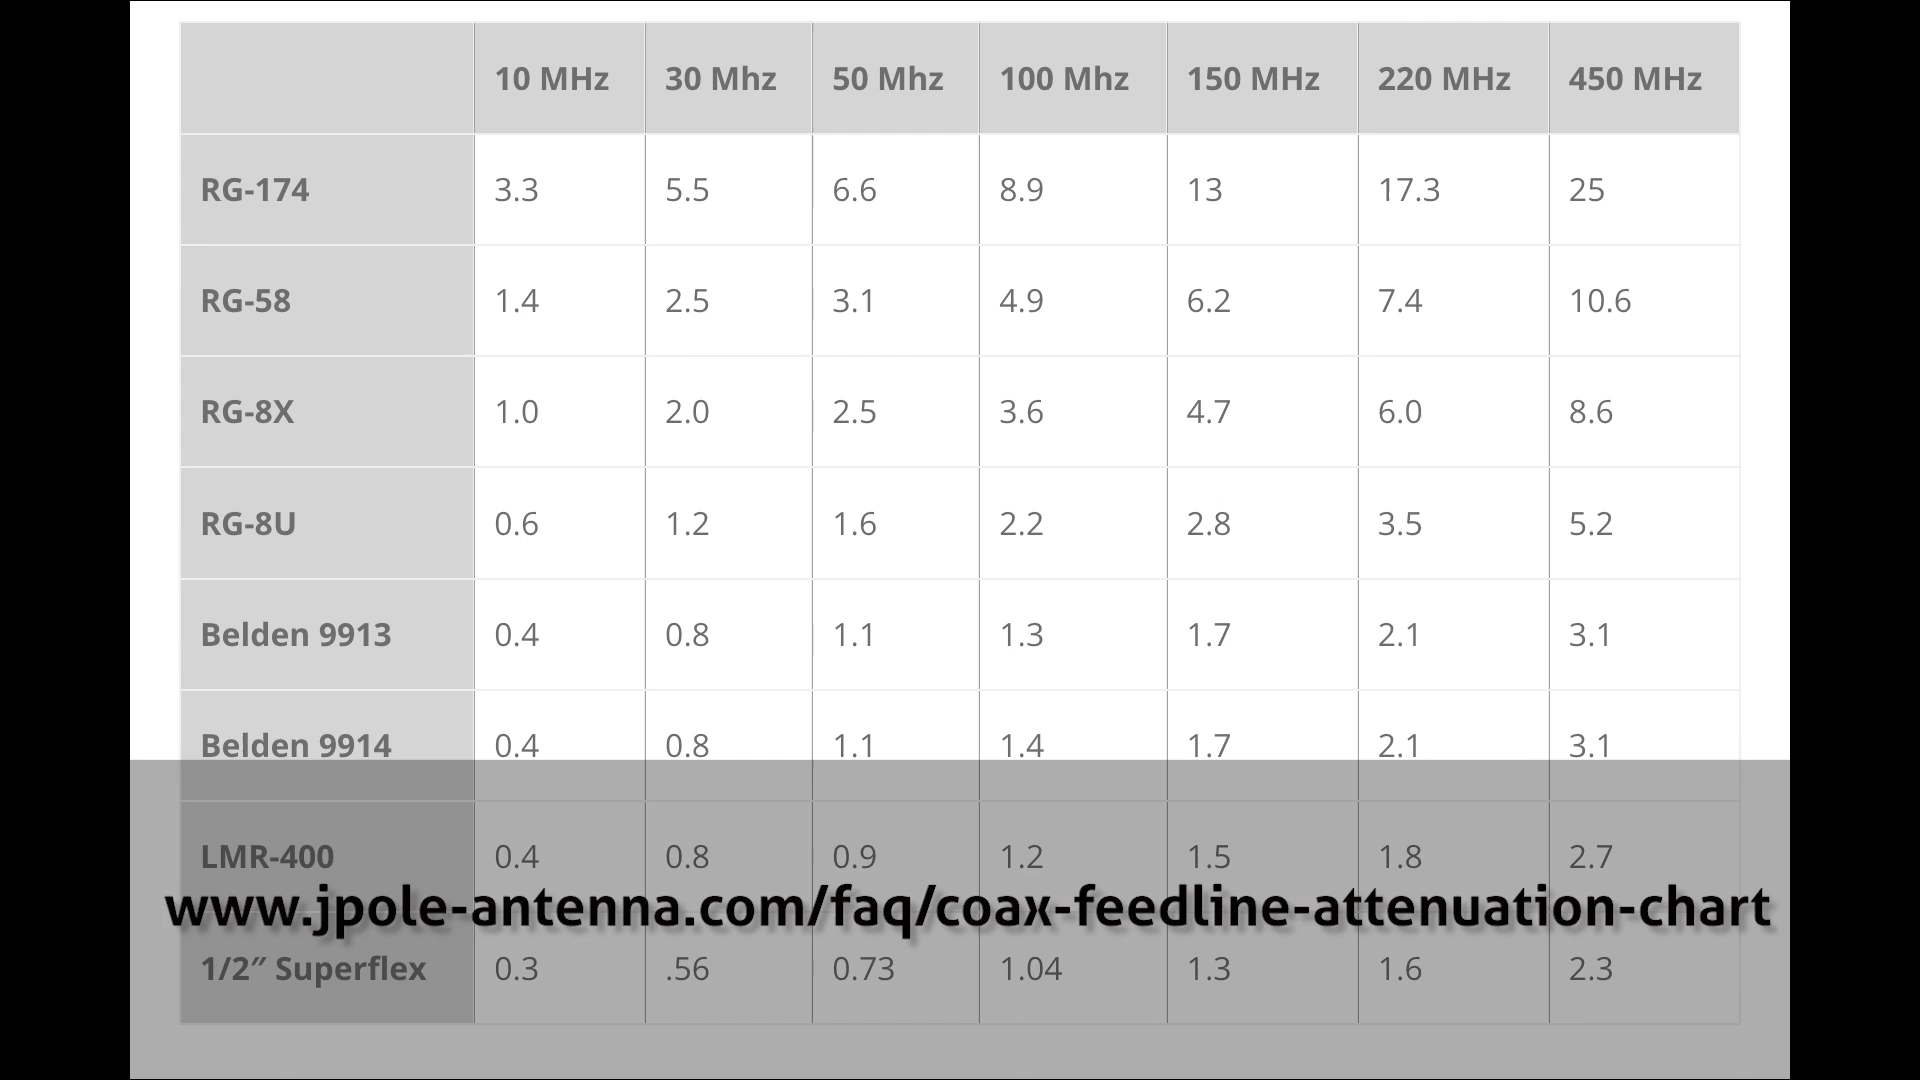 10 MHz 30 Mhz 50 Mhz 100 Mhz 150 MHz 220 MHz 450 MHz
RG-174 3.3 5.5 6.6 8.9 13 17.3 25
RG-58 1.4 2.5 3.1 4.9 6.2 7.4 10.6
RG-8X 1.0 2.0 2.5 3.6 4.7 6.0 8.6
RG-8U 0.6 1.2 1.6 2.2 2.8 3.5 5.2
Belden 9913 0.4 0.8 1.1 1.3 1.7 2.1 3.1
Belden 9914 0.4 0.8 1.1 1.4 1.7 2.1 3.1
LMR-400 0.4 0.8 0.9 1.2 1.5 1.8 2.7
www.jpole-antenna.com/faq/coax-feedline-attenuation-chart
1/2″ Superflex 0.3 .56 0.73 1.04 1.3 1.6 2.3